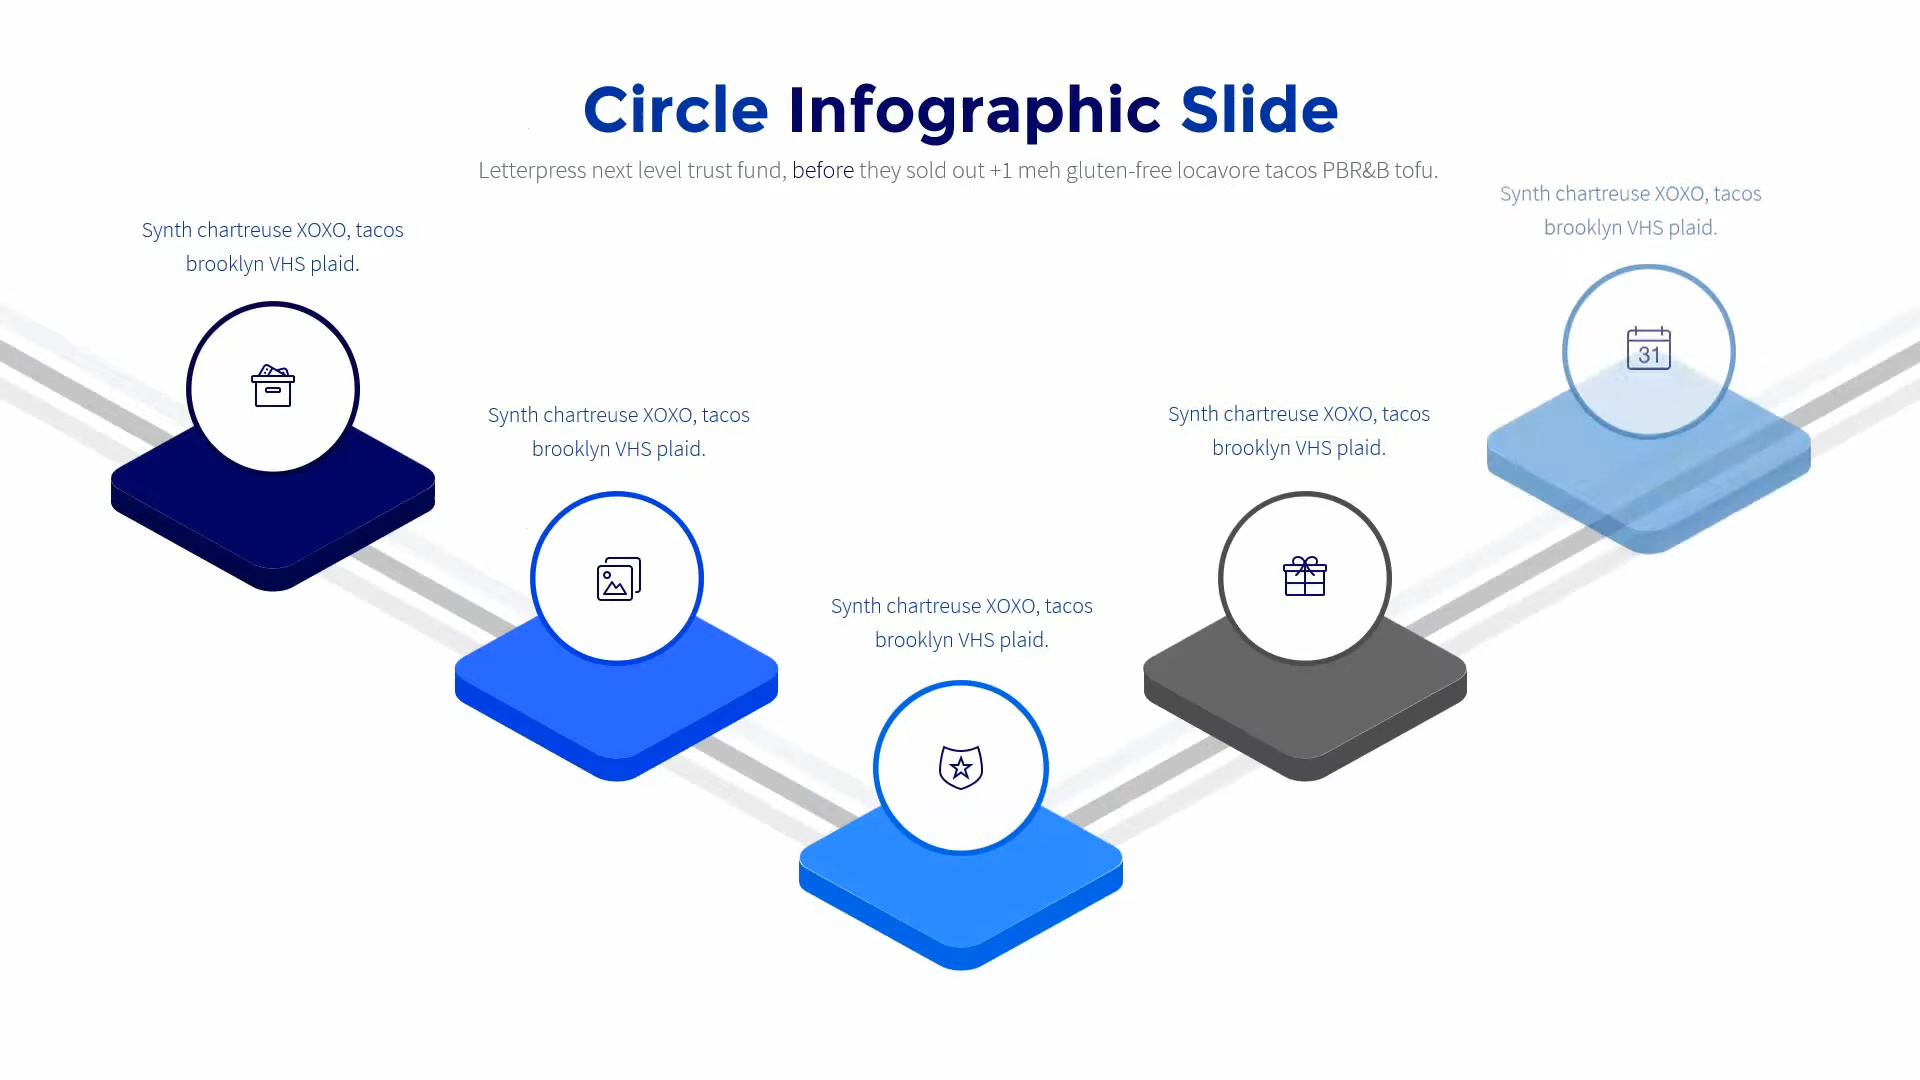 Circle Infographic Slide
Letterpress next level trust fund, before they sold out +1 meh gluten-free locavore tacos PBR&B tofu.
Synth chartreuse XOXO, tacos
brooklyn VHS plaid.
Synth chartreuse XOXO, tacos
brooklyn VHS plaid.
Synth chartreuse XOXO, tacos
brooklyn VHS plaid.
Synth chartreuse XOXO, tacos
brooklyn VHS plaid.
Synth chartreuse XOXO, tacos
brooklyn VHS plaid.
31